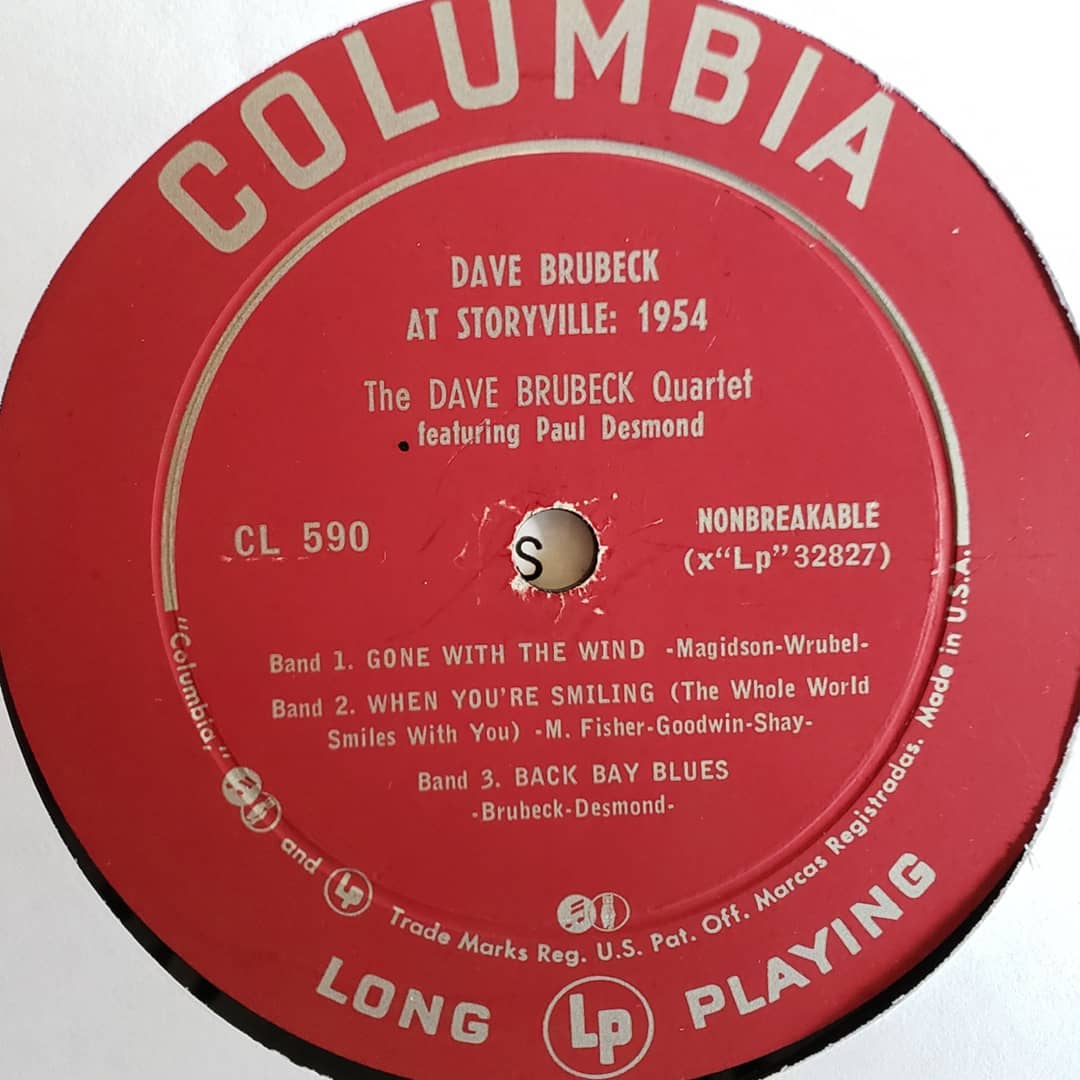 COLUMBIA
DAVE BRUBECK
AT STORYVILLE: 1954
The DAVE BRUBECK Quartet
featuring Paul Desmond
CL 590
NONBREAKABLE
(x“Lp” 32827)
S
Band 1. GONE WITH THE WIND -Magidson-Wrubel-
Band 2. WHEN YOU'RE SMILING (The Whole World
Smiles With You) -M. Fisher-Goodwin-Shay-
Band 3. BACK BAY BLUES
-Brubeck-Desmond-
“Columbia,” and Lp Trade Marks Reg. U.S. Pat. Off. Marcas Registradas. Made in U.S.A.
LONG Lp PLAYING